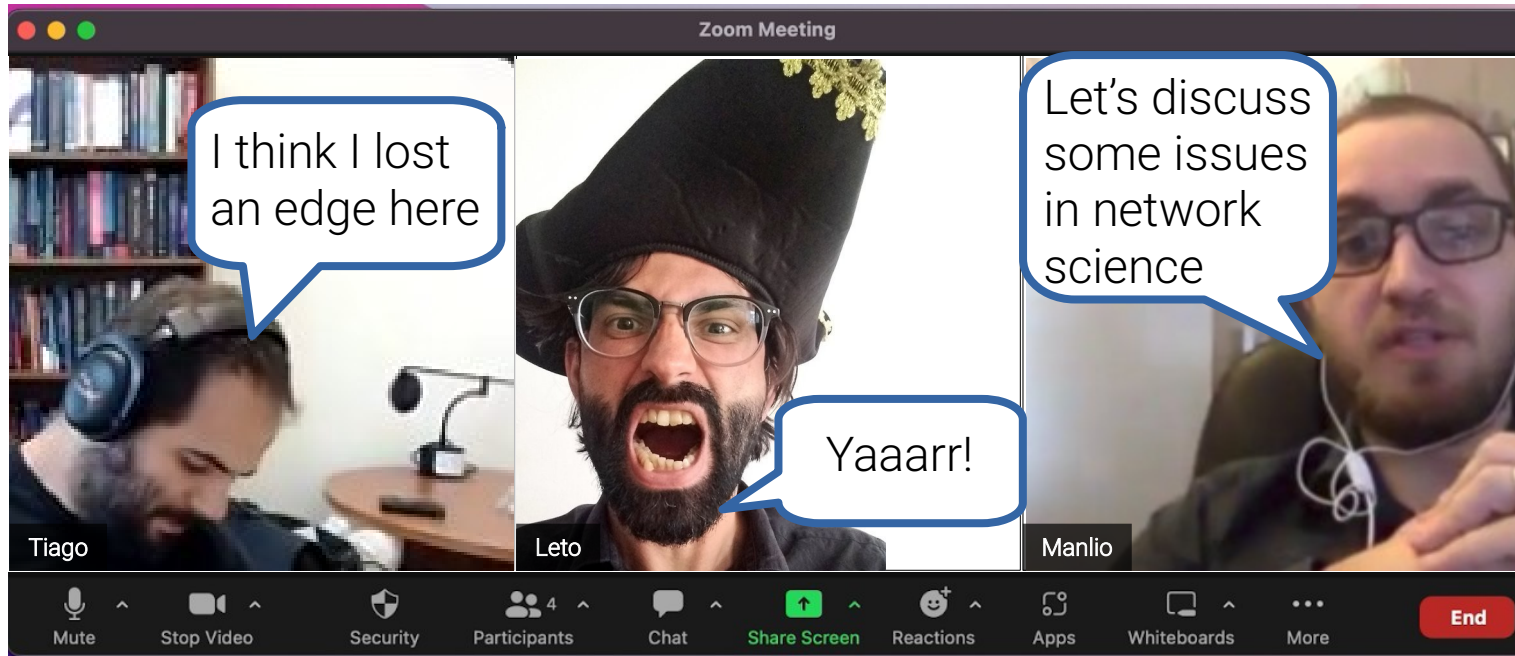 Zoom Meeting
I think I lost
an edge here
Yaaarr!
Let's discuss
some issues
in network
science
Tiago
Leto
Manlio
Mute
Stop Video
Security
Participants
4
Chat
Share Screen
Reactions
Apps
Whiteboards
More
End